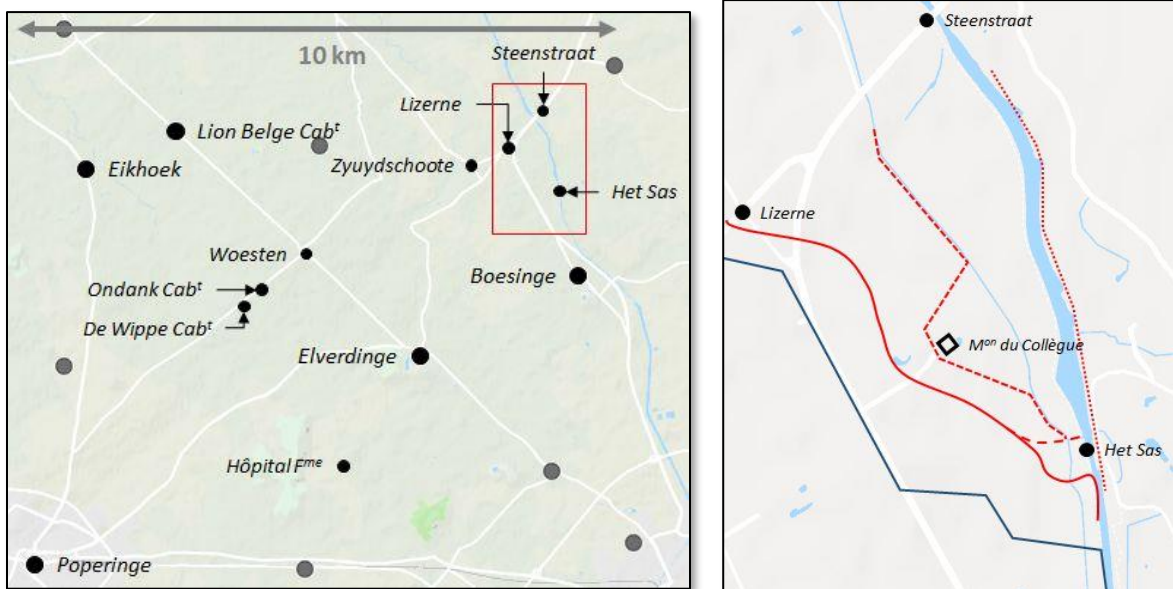 10 km
Steenstraat
Lizerne
Lion Belge Cabᵗ
Eikhoek
Zyuydschoote
Het Sas
Woesten
Ondank Cabᵗ
Boesinge
De Wippe Cabᵗ
Elverdinge
Hôpital Fᵐᵉ
Poperinge
Steenstraat
Lizerne
Mᵒⁿ du Collègue
Het Sas